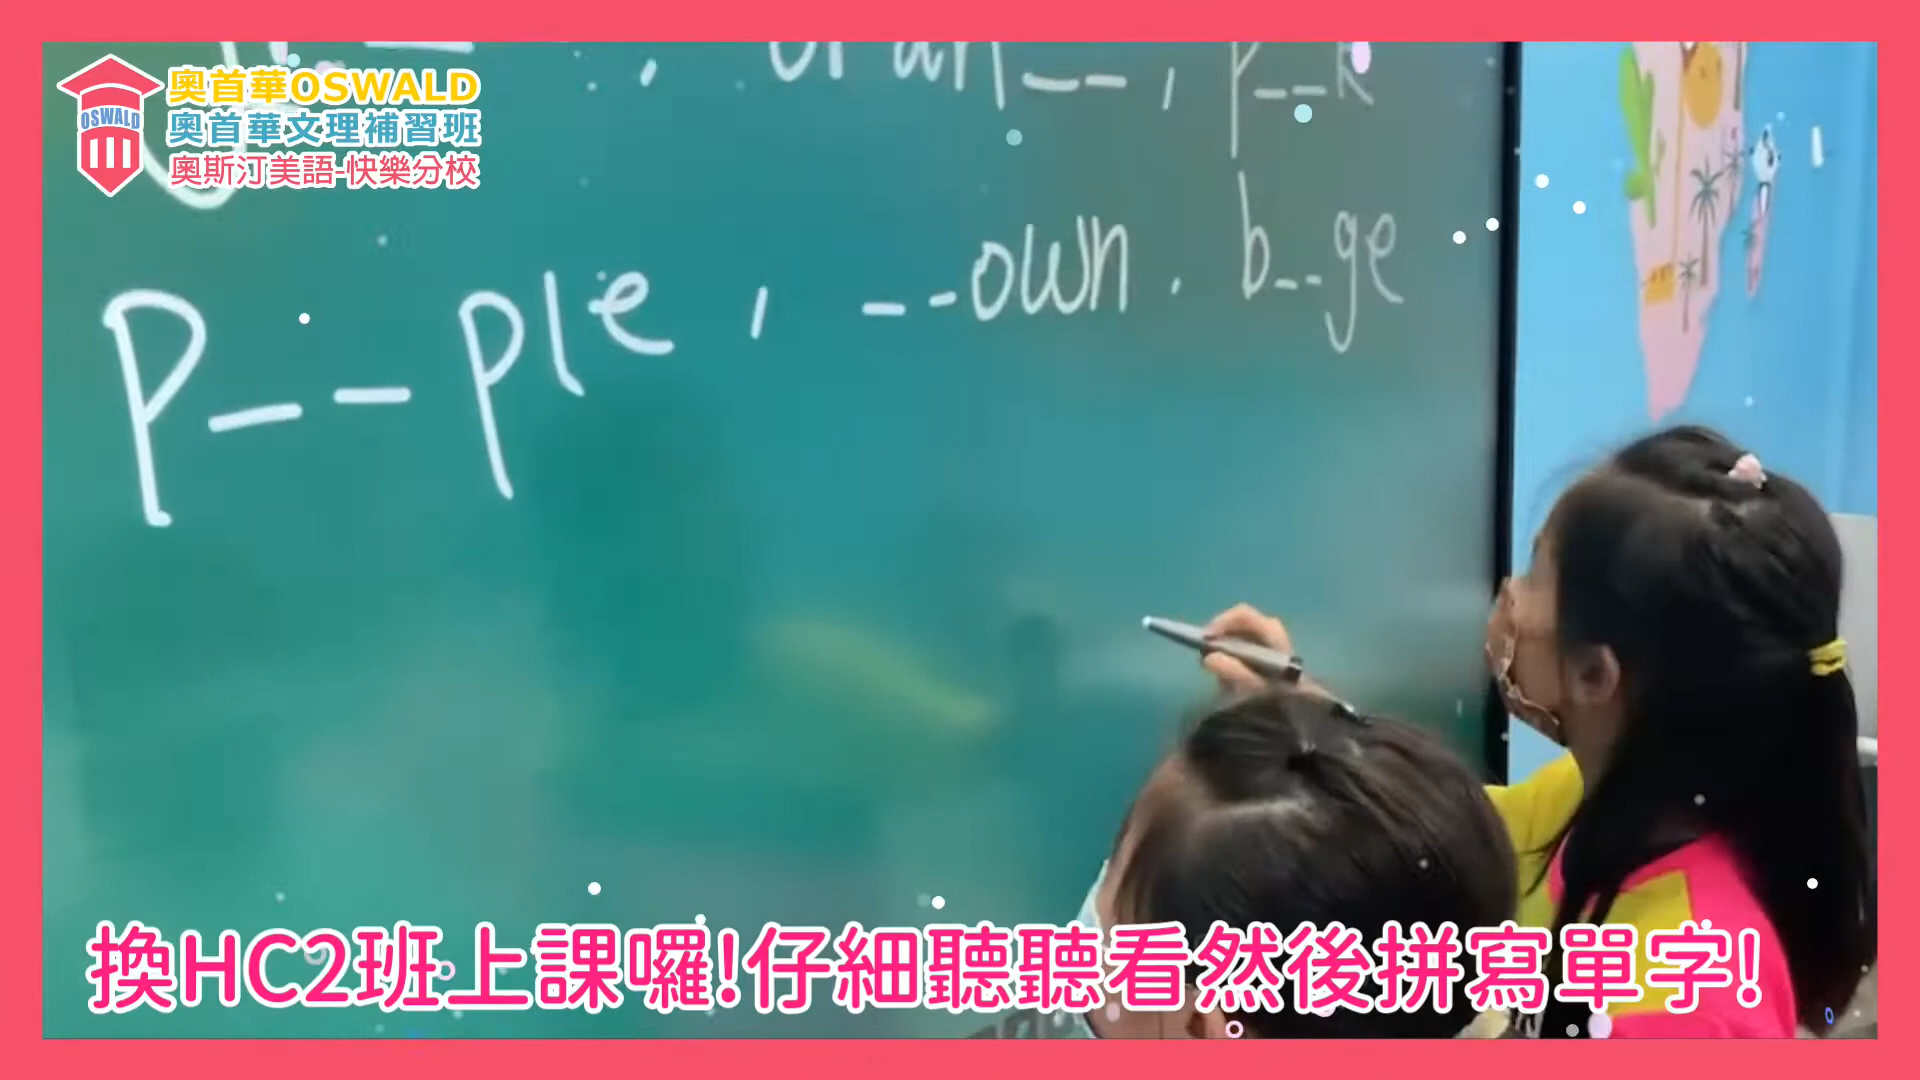 奧首華OSWALD
奧首華文理補習班
奧斯汀美語-快樂分校
OSWALD
oran__, p__k
p__ple, __own. b__ge
換HC2班上課囉!仔細聽聽看然後拼寫單字!